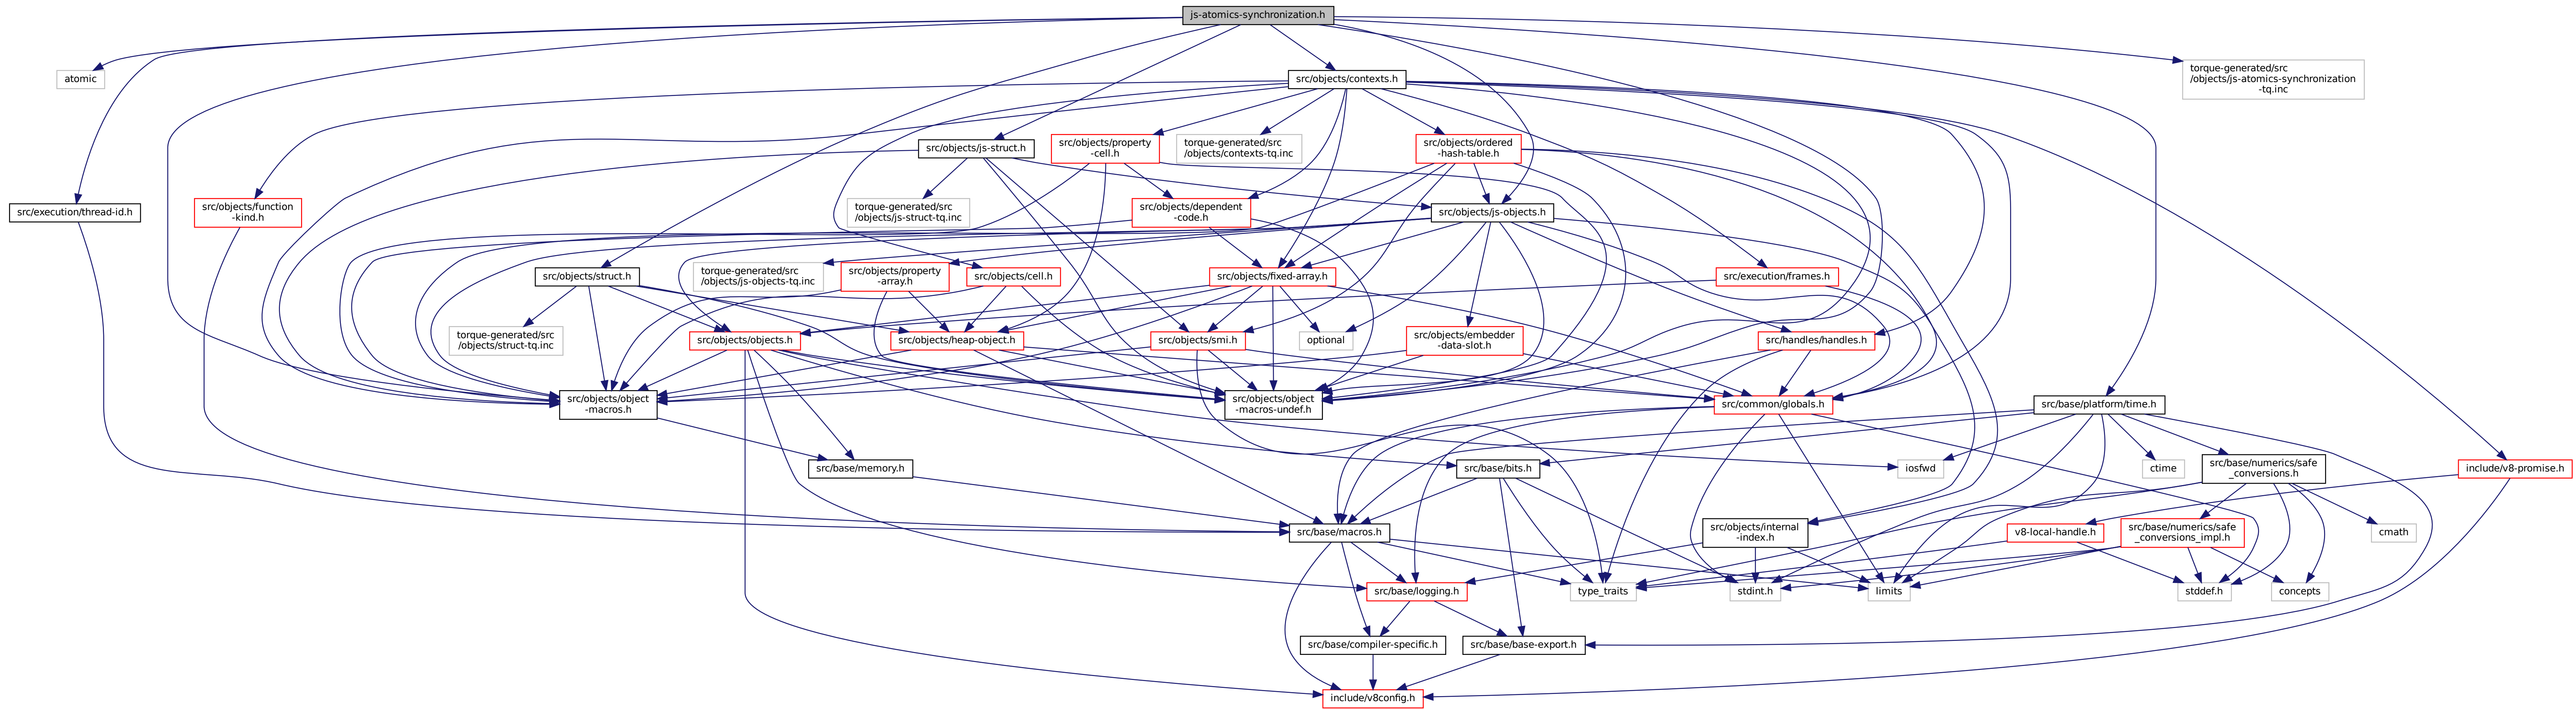 js-atomics-synchronization.h
atomic
src/objects/contexts.h
torque-generated/src
/objects/js-atomics-synchronization
-tq.inc
src/objects/js-struct.h
src/objects/property
-cell.h
torque-generated/src
/objects/contexts-tq.inc
src/objects/ordered
-hash-table.h
src/execution/thread-id.h
src/objects/function
-kind.h
torque-generated/src
/objects/js-struct-tq.inc
src/objects/dependent
-code.h
src/objects/js-objects.h
src/objects/struct.h
torque-generated/src
/objects/js-objects-tq.inc
src/objects/property
-array.h
src/objects/cell.h
src/objects/fixed-array.h
src/execution/frames.h
torque-generated/src
/objects/struct-tq.inc
src/objects/objects.h
src/objects/heap-object.h
src/objects/smi.h
optional
src/objects/embedder
-data-slot.h
src/handles/handles.h
src/objects/object
-macros.h
src/objects/object
-macros-undef.h
src/common/globals.h
src/base/platform/time.h
src/base/memory.h
src/base/bits.h
iosfwd
ctime
src/base/numerics/safe
_conversions.h
include/v8-promise.h
src/base/macros.h
src/objects/internal
-index.h
v8-local-handle.h
src/base/numerics/safe
_conversions_impl.h
cmath
src/base/logging.h
type_traits
stdint.h
limits
stddef.h
concepts
src/base/compiler-specific.h
src/base/base-export.h
include/v8config.h